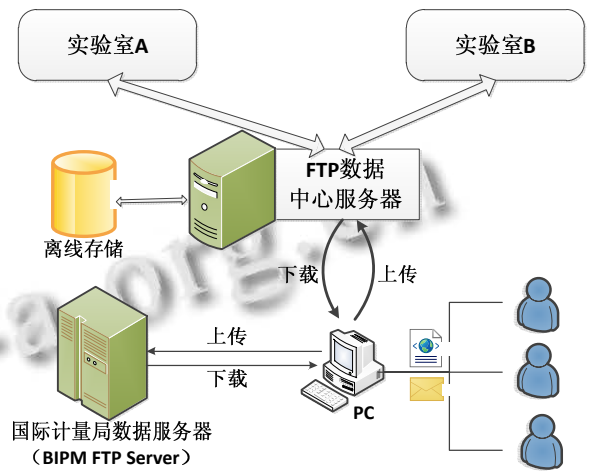 实验室A
实验室B
FTP数据
中心服务器
离线存储
下载
上传
上传
下载
PC
国际计量局数据服务器
（BIPM FTP Server）